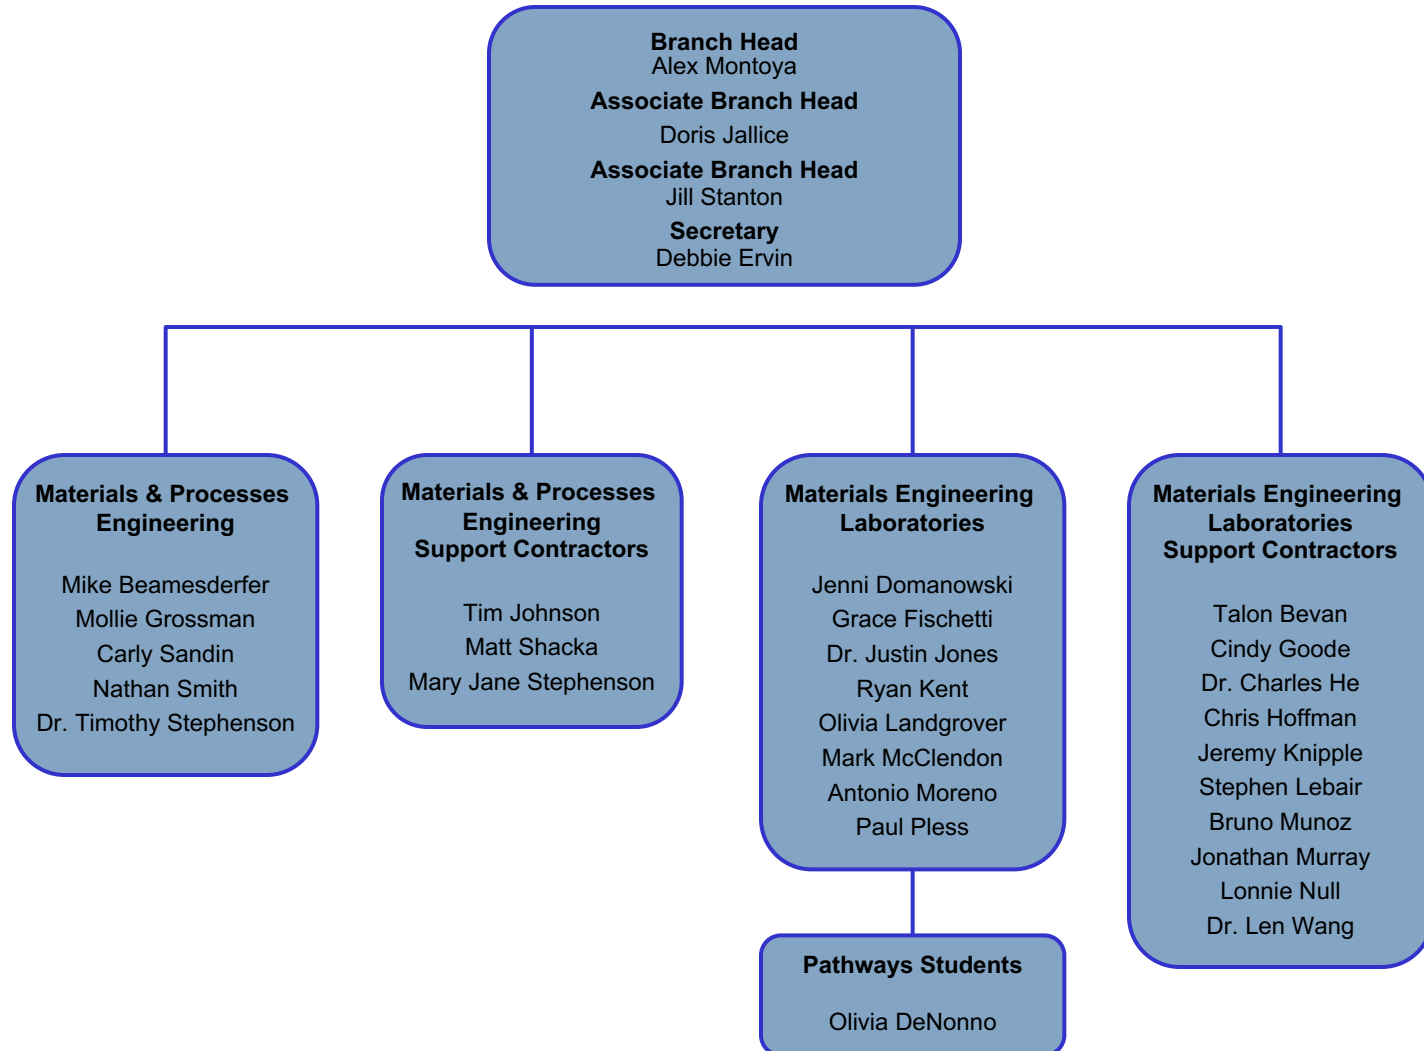 Branch Head
Alex Montoya
Associate Branch Head
Doris Jallice
Associate Branch Head
Jill Stanton
Secretary
Debbie Ervin
Materials & Processes
Engineering
Mike Beamesderfer
Mollie Grossman
Carly Sandin
Nathan Smith
Dr. Timothy Stephenson
Materials & Processes
Engineering
Support Contractors
Tim Johnson
Matt Shacka
Mary Jane Stephenson
Materials Engineering
Laboratories
Jenni Domanowski
Grace Fischetti
Dr. Justin Jones
Ryan Kent
Olivia Landgrover
Mark McClendon
Antonio Moreno
Paul Pless
Pathways Students
Olivia DeNonno
Materials Engineering
Laboratories
Support Contractors
Talon Bevan
Cindy Goode
Dr. Charles He
Chris Hoffman
Jeremy Knipple
Stephen Lebair
Bruno Munoz
Jonathan Murray
Lonnie Null
Dr. Len Wang